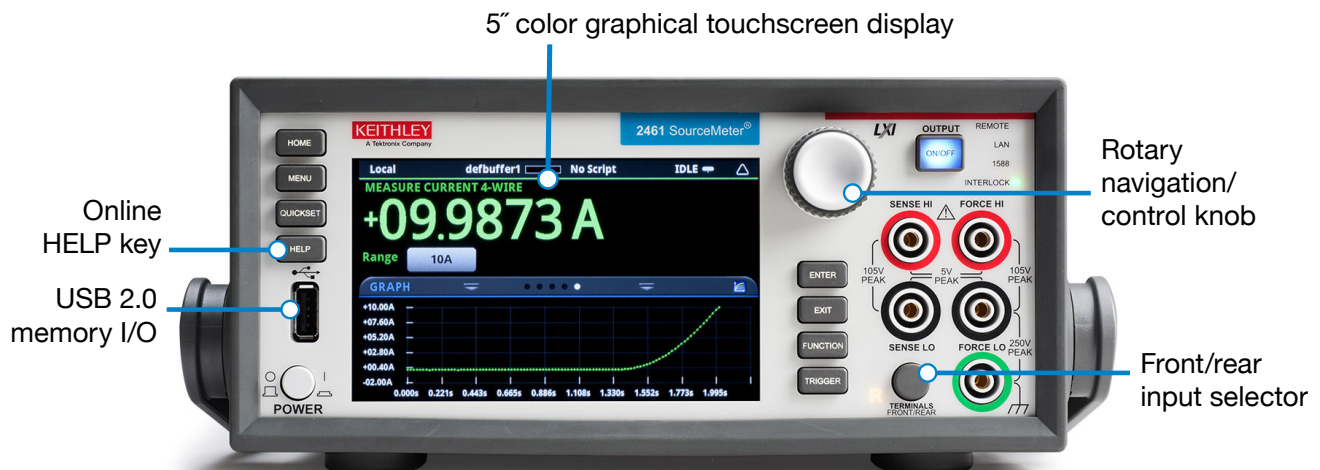 5″ color graphical touchscreen display
KEITHLEY
A Tektronix Company
2461 SourceMeter®
LXI
OUTPUT
ON/OFF
REMOTE
LAN
1588
INTERLOCK
HOME
MENU
QUICKSET
HELP
Local defbuffer1 No Script IDLE
MEASURE CURRENT 4-WIRE
+09.9873 A
Range 10A
GRAPH
+10.00A
+07.60A
+05.20A
+02.80A
+00.40A
-02.00A
0.000s 0.221s 0.443s 0.665s 0.886s 1.108s 1.330s 1.552s 1.773s 1.995s
Online
HELP key
USB 2.0
memory I/O
POWER
ENTER
EXIT
FUNCTION
TRIGGER
SENSE HI FORCE HI
105V
PEAK
5V
PEAK
105V
PEAK
SENSE LO FORCE LO
250V
PEAK
R
TERMINALS
FRONT/REAR
Rotary
navigation/
control knob
Front/rear
input selector